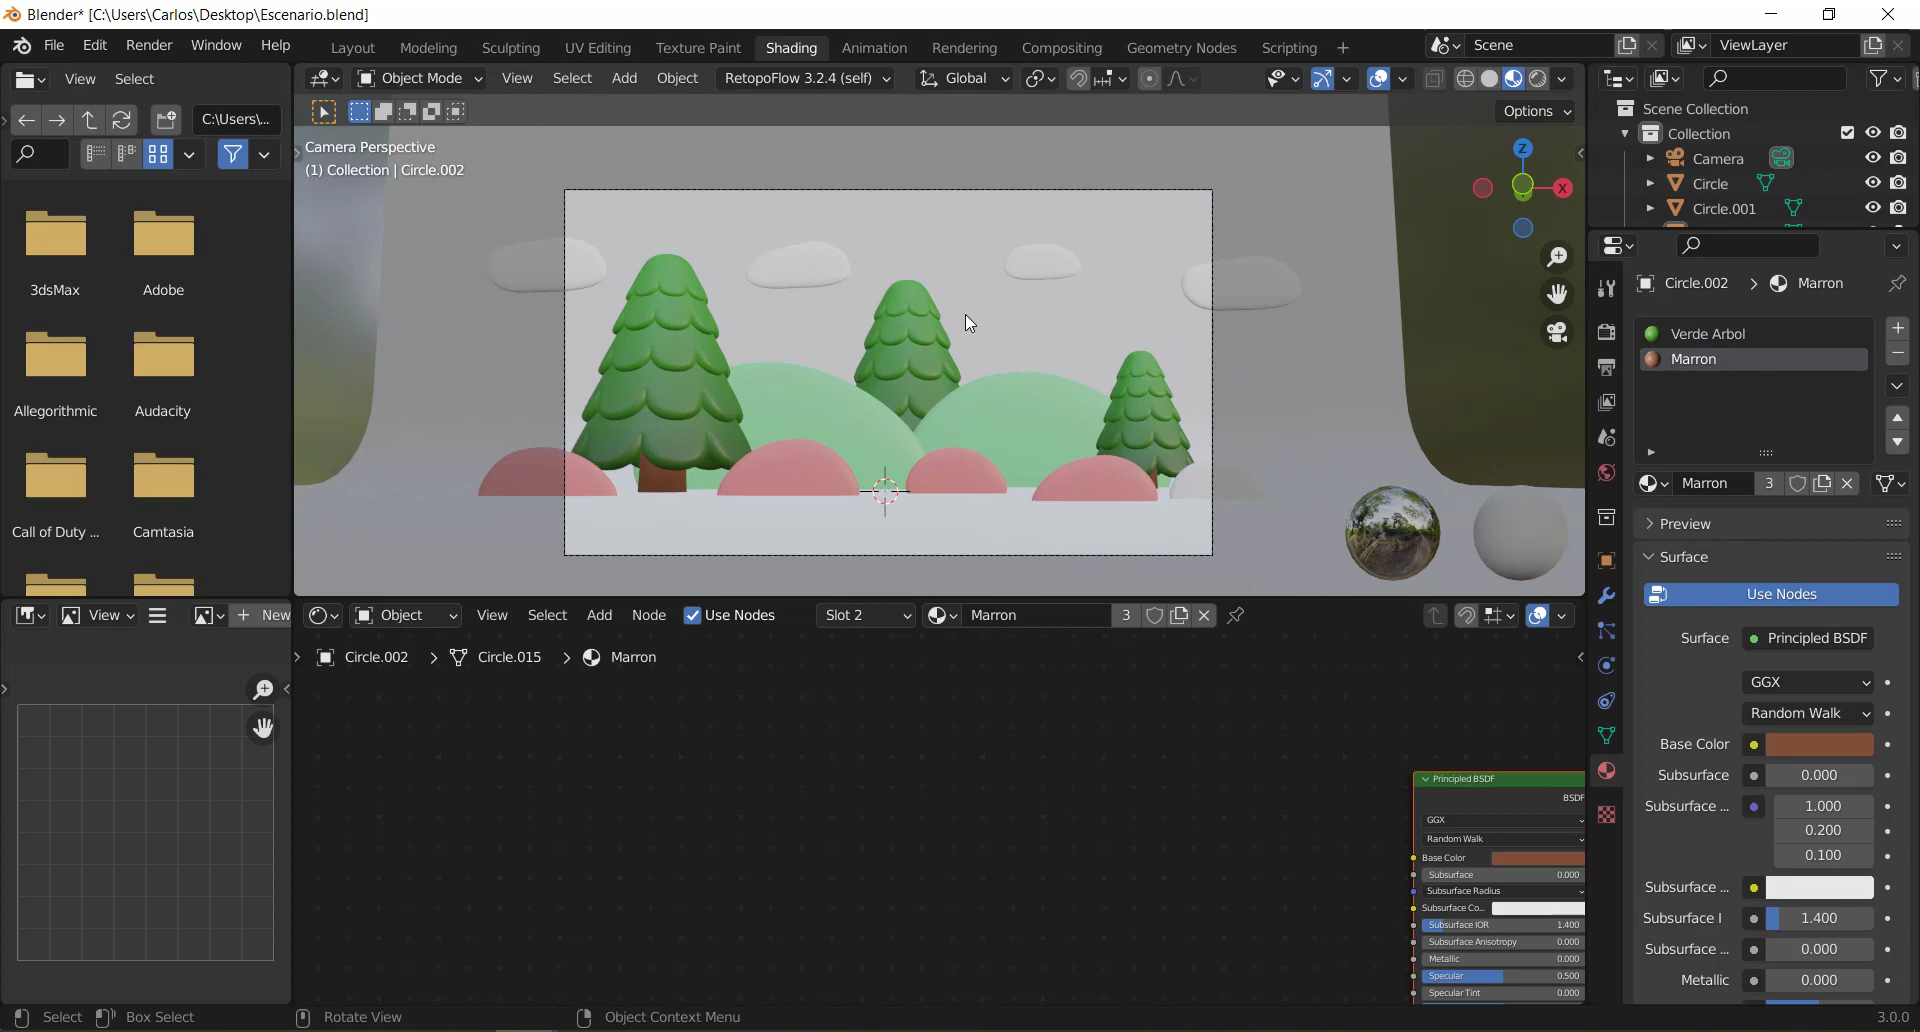 Blender* [C:\Users\Carlos\Desktop\Escenario.blend]
File Edit Render Window Help
Layout Modeling Sculpting UV Editing Texture Paint Shading Animation Rendering Compositing Geometry Nodes Scripting +
Scene
ViewLayer
View Select
C:\Users\...
3dsMax Adobe
Allegorithmic Audacity
Call of Duty ... Camtasia
Object Mode View Select Add Object RetopoFlow 3.2.4 (self) Global
Options
Camera Perspective
(1) Collection | Circle.002
Z
X
Scene Collection
Collection
Camera
Circle
Circle.001
Circle.002 > Marron
Verde Arbol
Marron
Marron 3
Preview
Surface
Use Nodes
Surface Principled BSDF
GGX
Random Walk
Base Color
Subsurface 0.000
Subsurface ... 1.000
0.200
0.100
Subsurface ...
Subsurface I 1.400
Subsurface ... 0.000
Metallic 0.000
View
+ New
Object View Select Add Node Use Nodes Slot 2 Marron 3
Circle.002 > Circle.015 > Marron
Principled BSDF
BSDF
GGX
Random Walk
Base Color
Subsurface 0.000
Subsurface Radius
Subsurface Co...
Subsurface IOR 1.400
Subsurface Anisotropy 0.000
Metallic 0.000
Specular 0.500
Specular Tint 0.000
Select Box Select Rotate View Object Context Menu
3.0.0